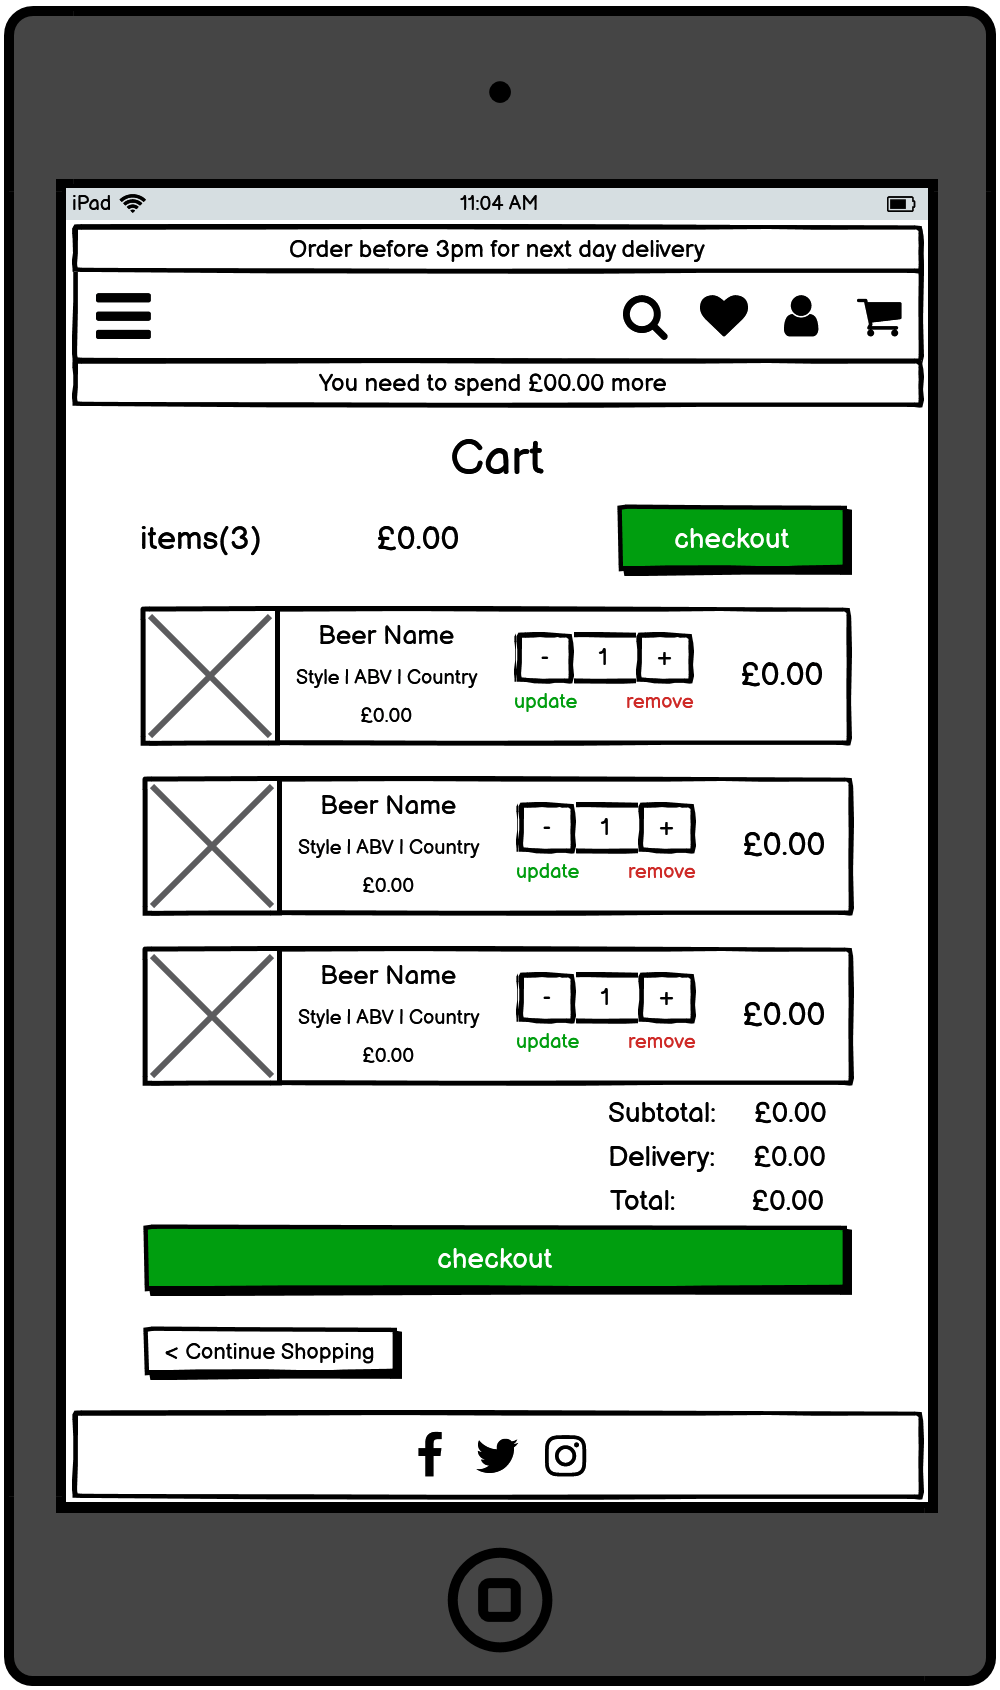 iPad 11:04 AM
Order before 3pm for next day delivery
You need to spend £00.00 more
Cart
items(3) £0.00 checkout
Beer Name
Style | ABV | Country
£0.00
- 1 +
update remove
£0.00
Beer Name
Style | ABV | Country
£0.00
- 1 +
update remove
£0.00
Beer Name
Style | ABV | Country
£0.00
- 1 +
update remove
£0.00
Subtotal: £0.00
Delivery: £0.00
Total: £0.00
checkout
< Continue Shopping